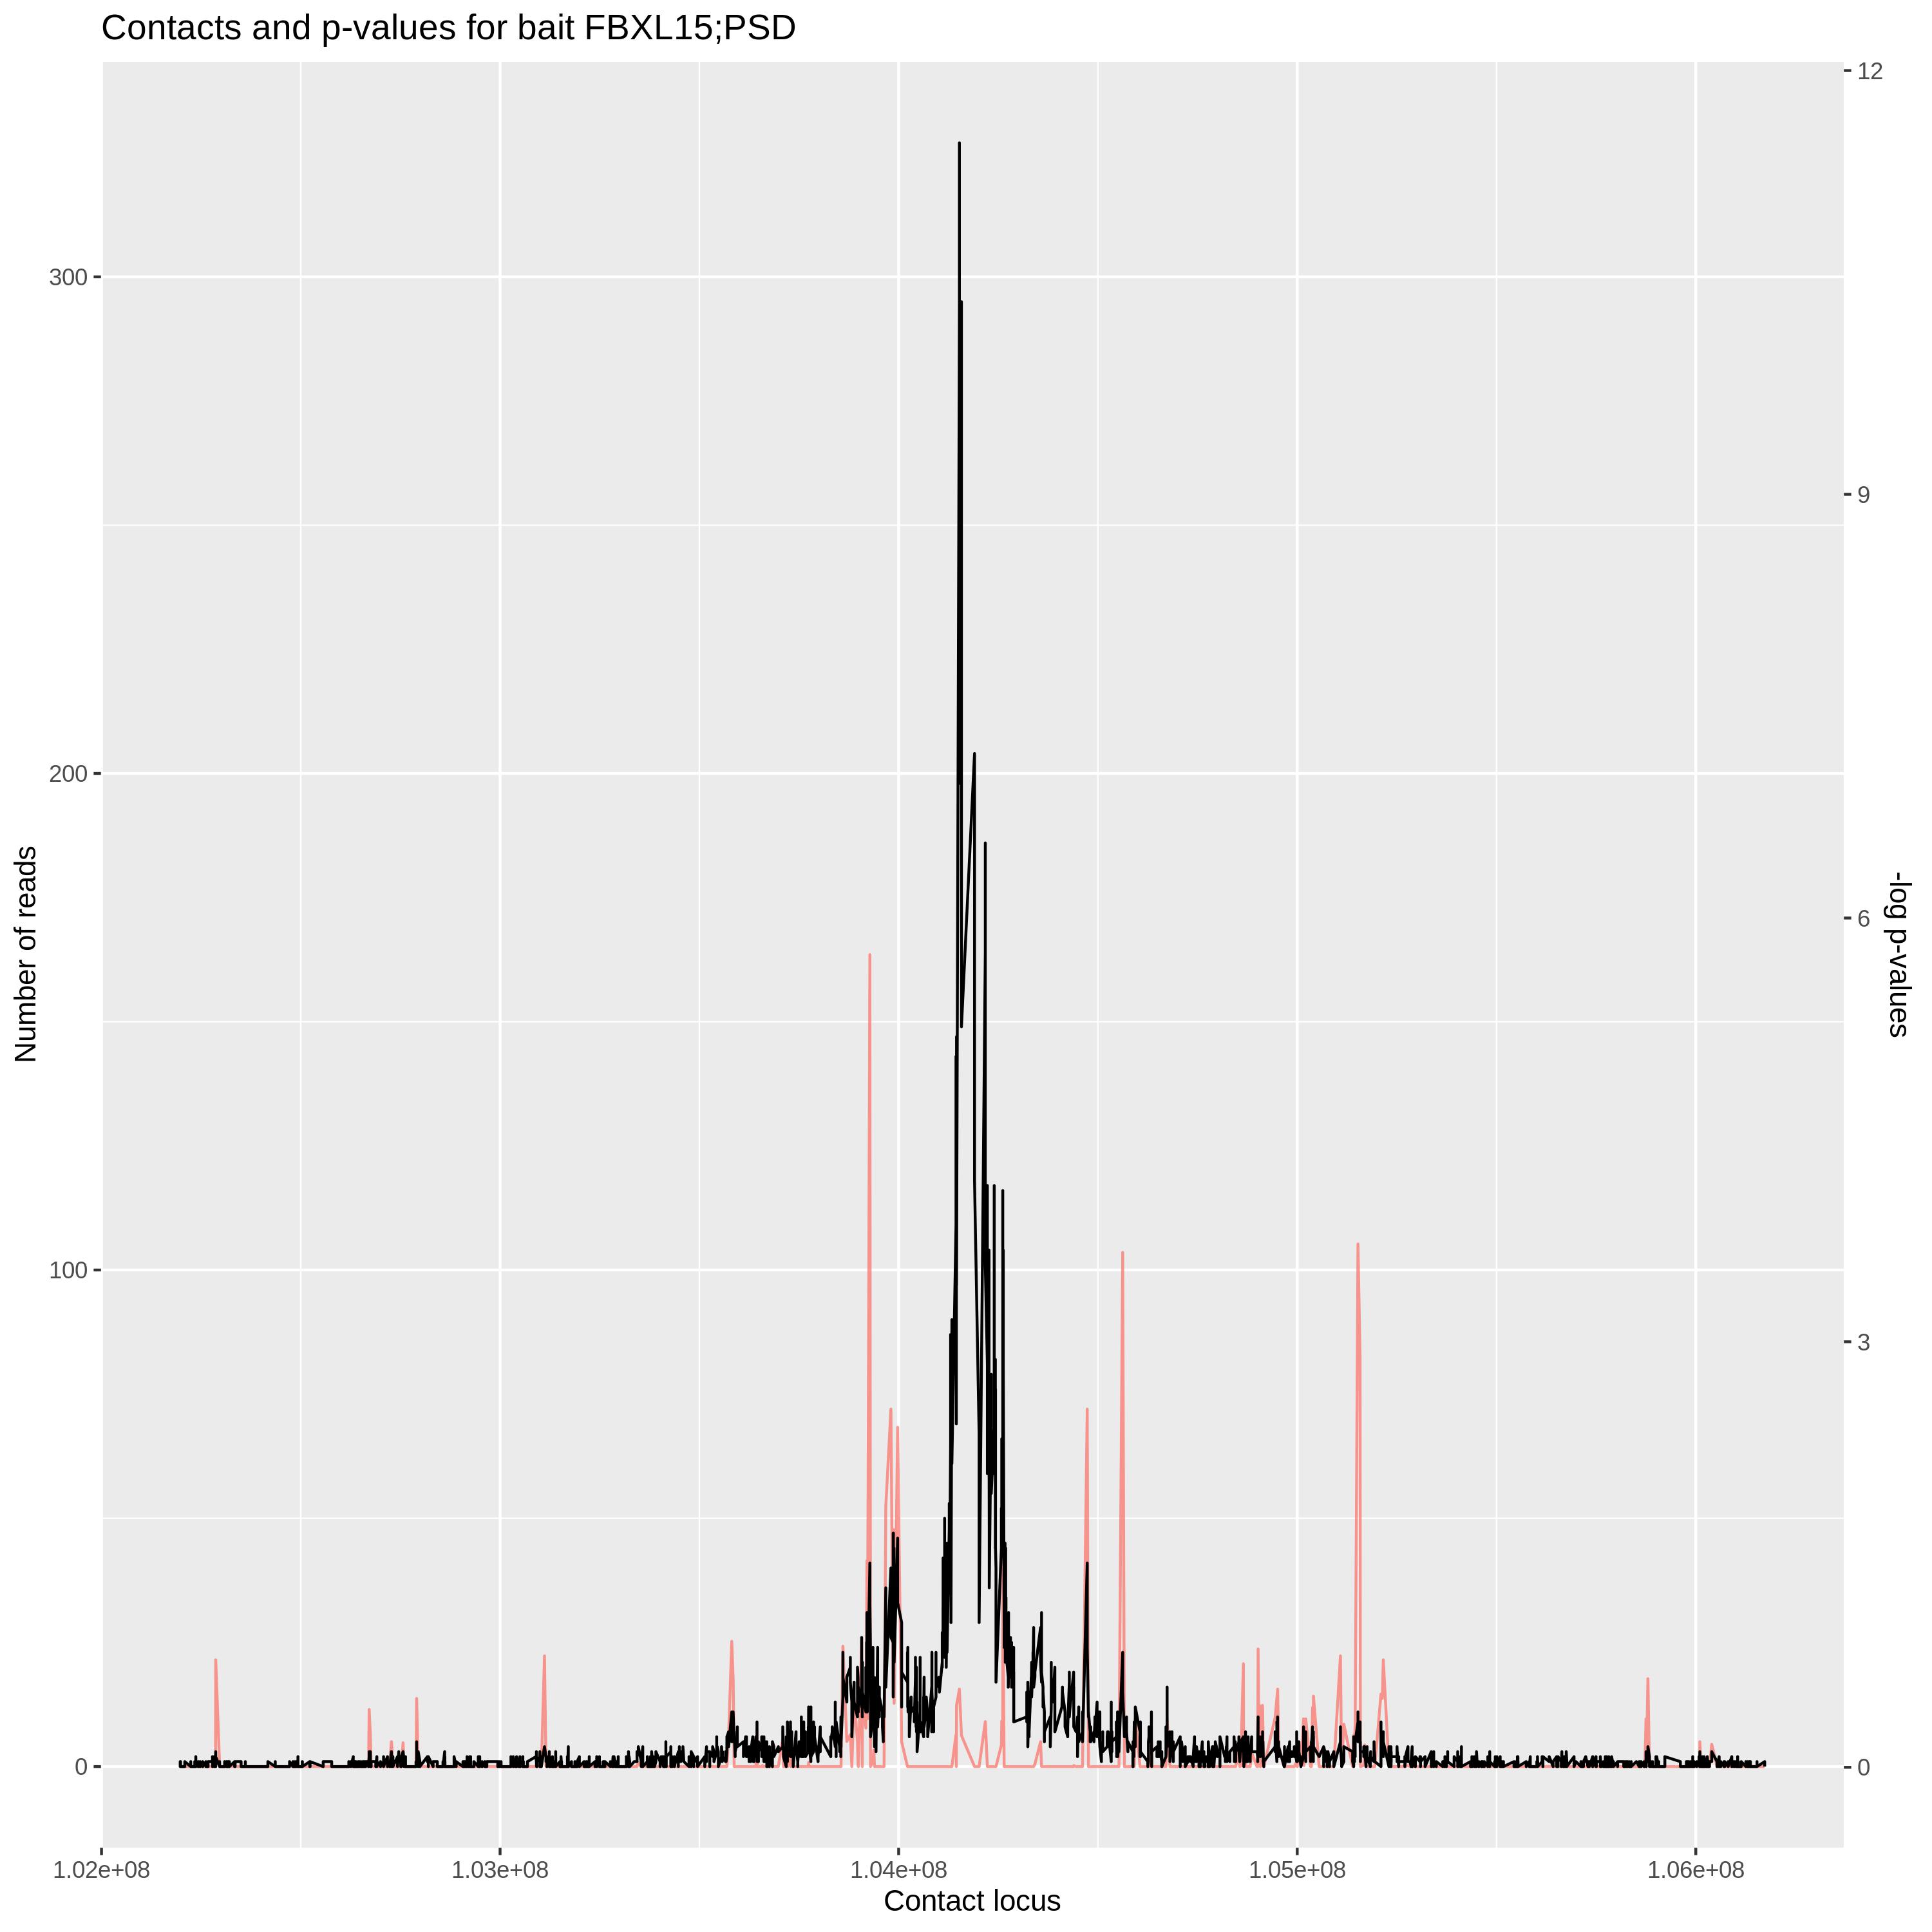 Contacts and p-values for bait FBXL15;PSD
12
300
9
200
6
Number of reads
-log p-values
100
3
0
0
1.02e+08
1.03e+08
1.04e+08
1.05e+08
1.06e+08
Contact locus